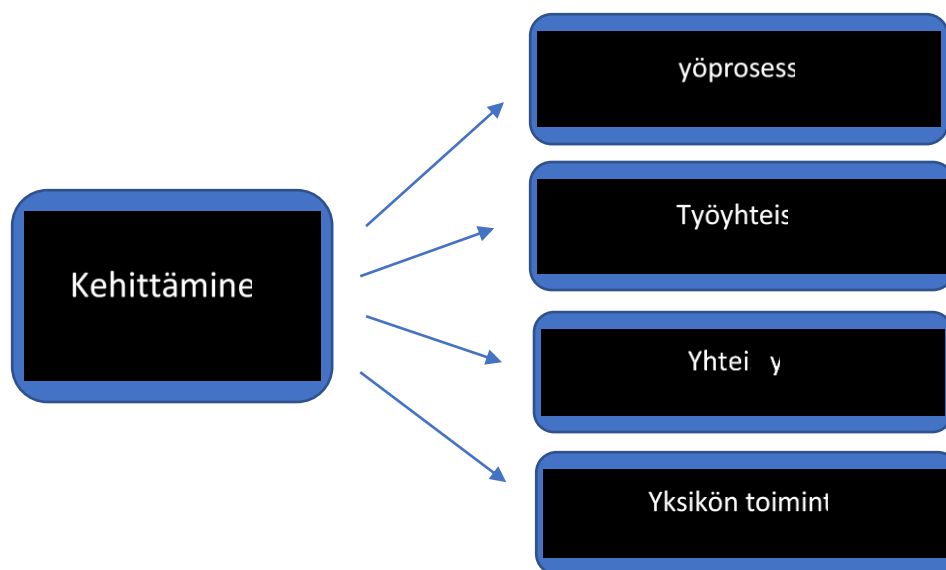 Kehittämine
yöprosess
Työyhteis
Yhtei y
Yksikön toimint